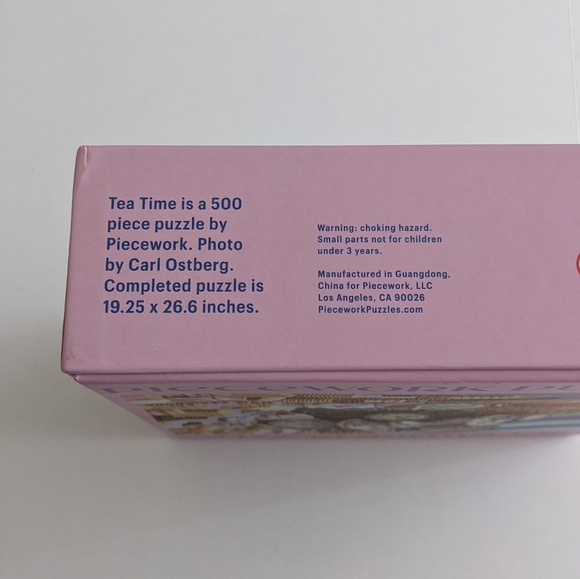 Tea Time is a 500
piece puzzle by
Piecework. Photo
by Carl Ostberg.
Completed puzzle is
19.25 x 26.6 inches.
Warning: choking hazard.
Small parts not for children
under 3 years.
Manufactured in Guangdong,
China for Piecework, LLC
Los Angeles, CA 90026
PieceworkPuzzles.com
PIECEWORK